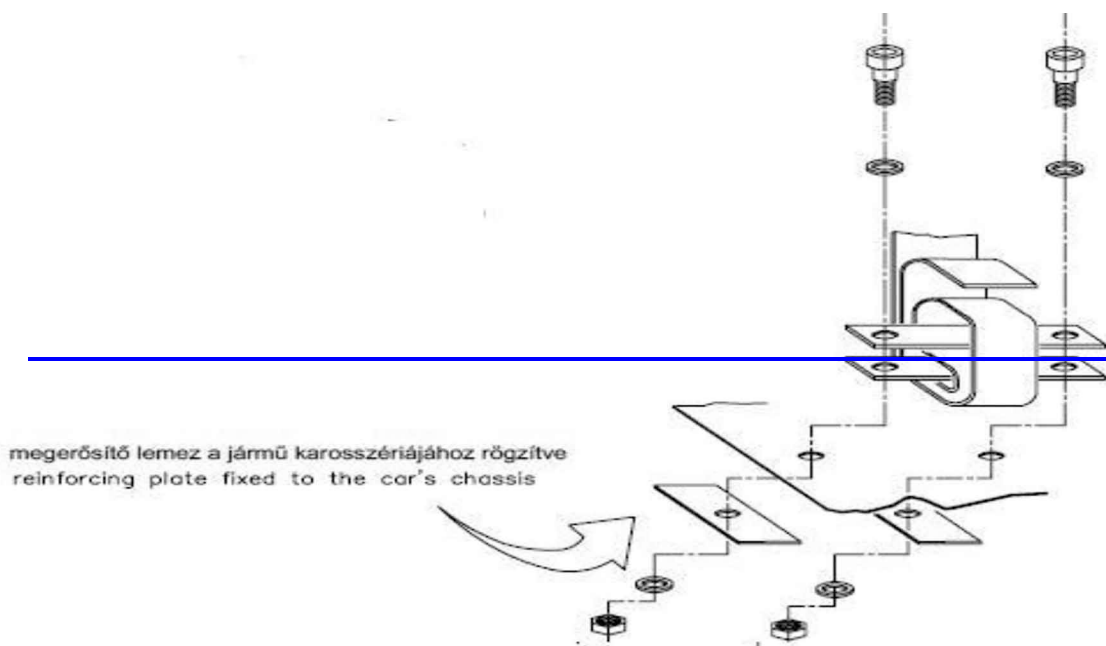 megerősítő lemez a jármű karosszériájához rögzítve
reinforcing plate fixed to the car's chassis